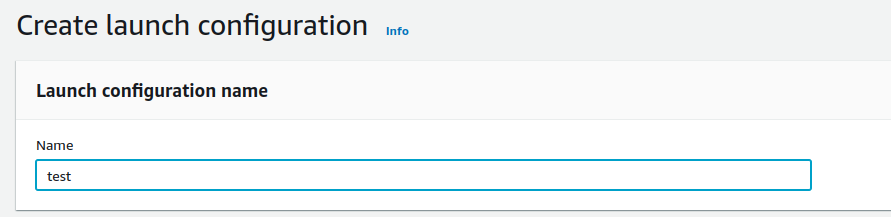 Create launch configuration Info
Launch configuration name
Name
test